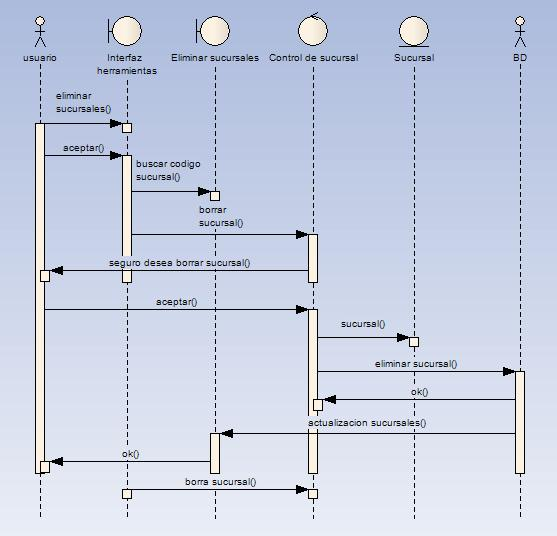 usuario
Interfaz
herramientas
Eliminar sucursales
Control de sucursal
Sucursal
BD
eliminar
sucursales()
aceptar()
buscar codigo
sucursal()
borrar
sucursal()
seguro desea borrar sucursal()
aceptar()
sucursal()
eliminar sucursal()
ok()
actualizacion sucursales()
ok()
borra sucursal()